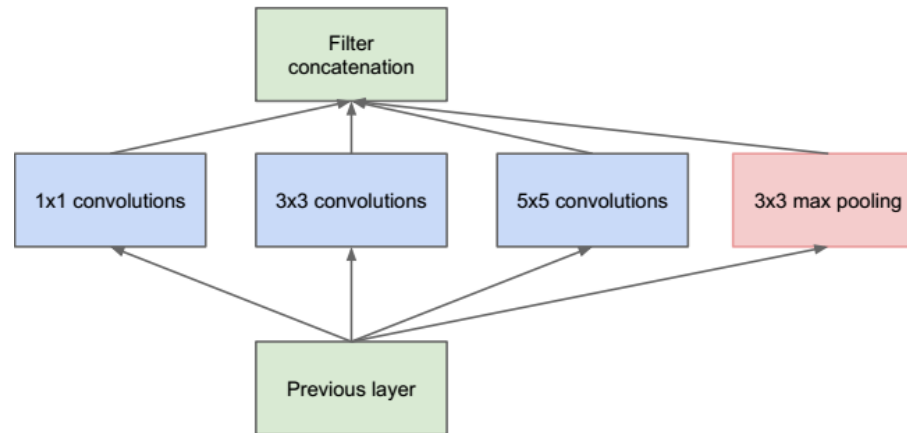 Filter
concatenation
1x1 convolutions
3x3 convolutions
5x5 convolutions
3x3 max pooling
Previous layer